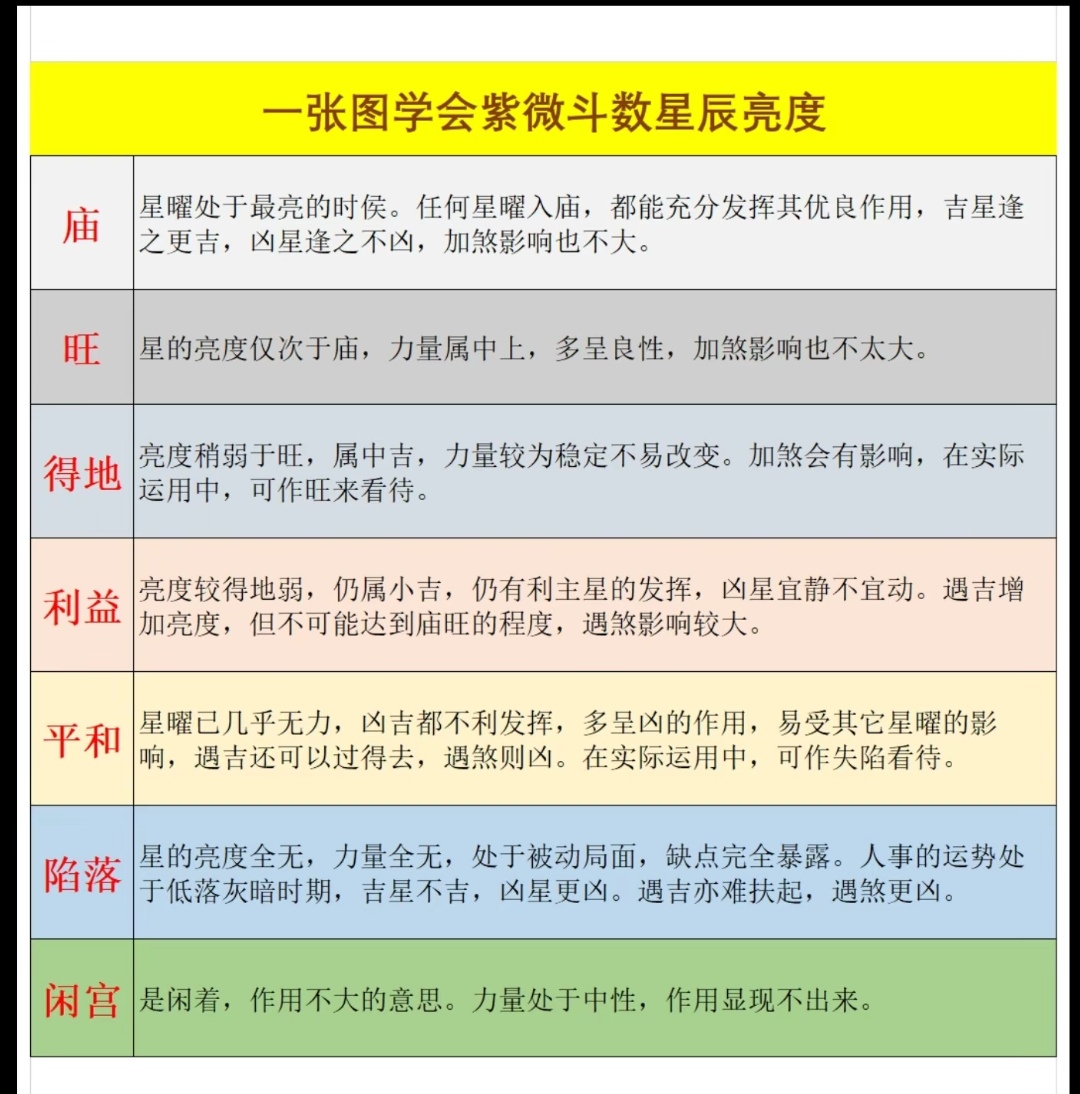 一张图学会紫微斗数星辰亮度
庙
星曜处于最亮的时侯。任何星曜入庙，都能充分发挥其优良作用，吉星逢
之更吉，凶星逢之不凶，加煞影响也不大。
旺
星的亮度仅次于庙，力量属中上，多呈良性，加煞影响也不太大。
得地
亮度稍弱于旺，属中吉，力量较为稳定不易改变。加煞会有影响，在实际
运用中，可作旺来看待。
利益
亮度较得地弱，仍属小吉，仍有利主星的发挥，凶星宜静不宜动。遇吉增
加亮度，但不可能达到庙旺的程度，遇煞影响较大。
平和
星曜已几乎无力，凶吉都不利发挥，多呈凶的作用，易受其它星曜的影
响，遇吉还可以过得去，遇煞则凶。在实际运用中，可作失陷看待。
陷落
星的亮度全无，力量全无，处于被动局面，缺点完全暴露。人事的运势处
于低落灰暗时期，吉星不吉，凶星更凶。遇吉亦难扶起，遇煞更凶。
闲宫
是闲着，作用不大的意思。力量处于中性，作用显现不出来。